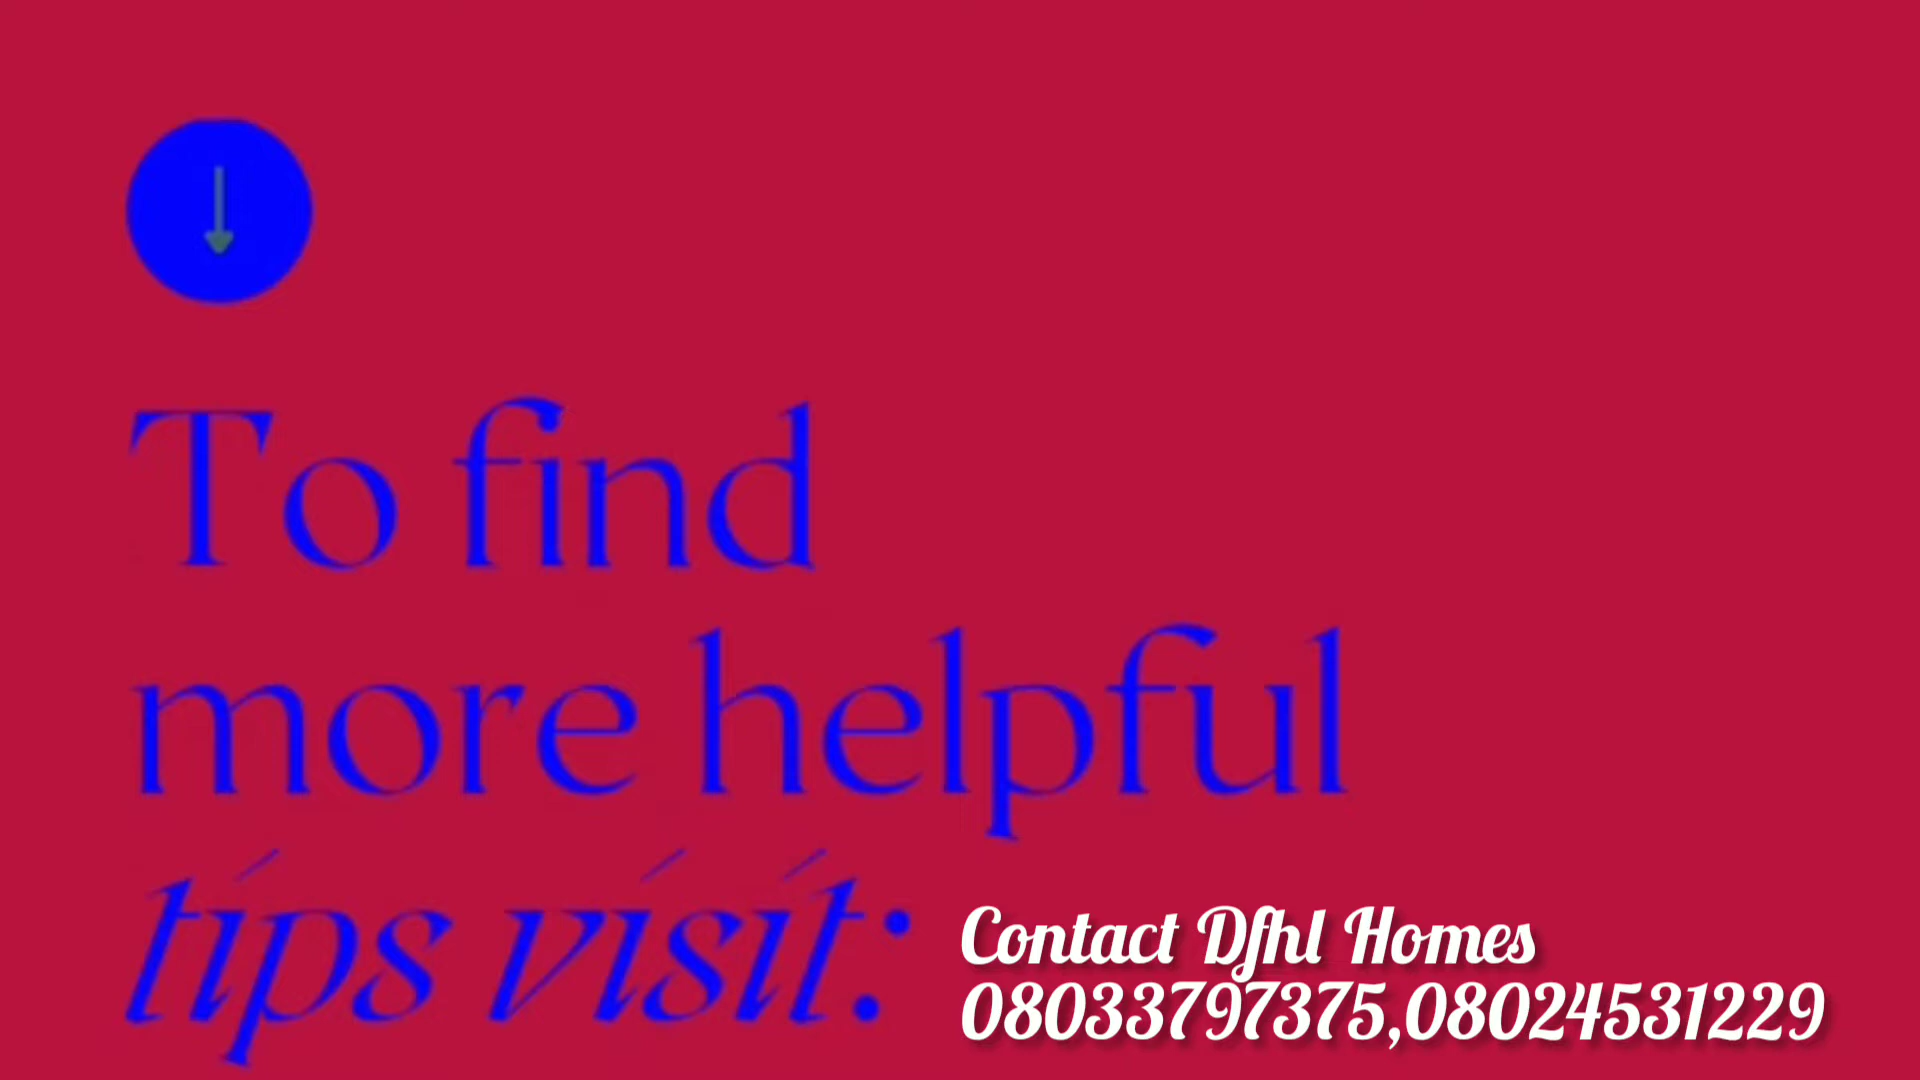 To find
more helpful
tips visit:
Contact Dfhl Homes
08033797375,08024531229